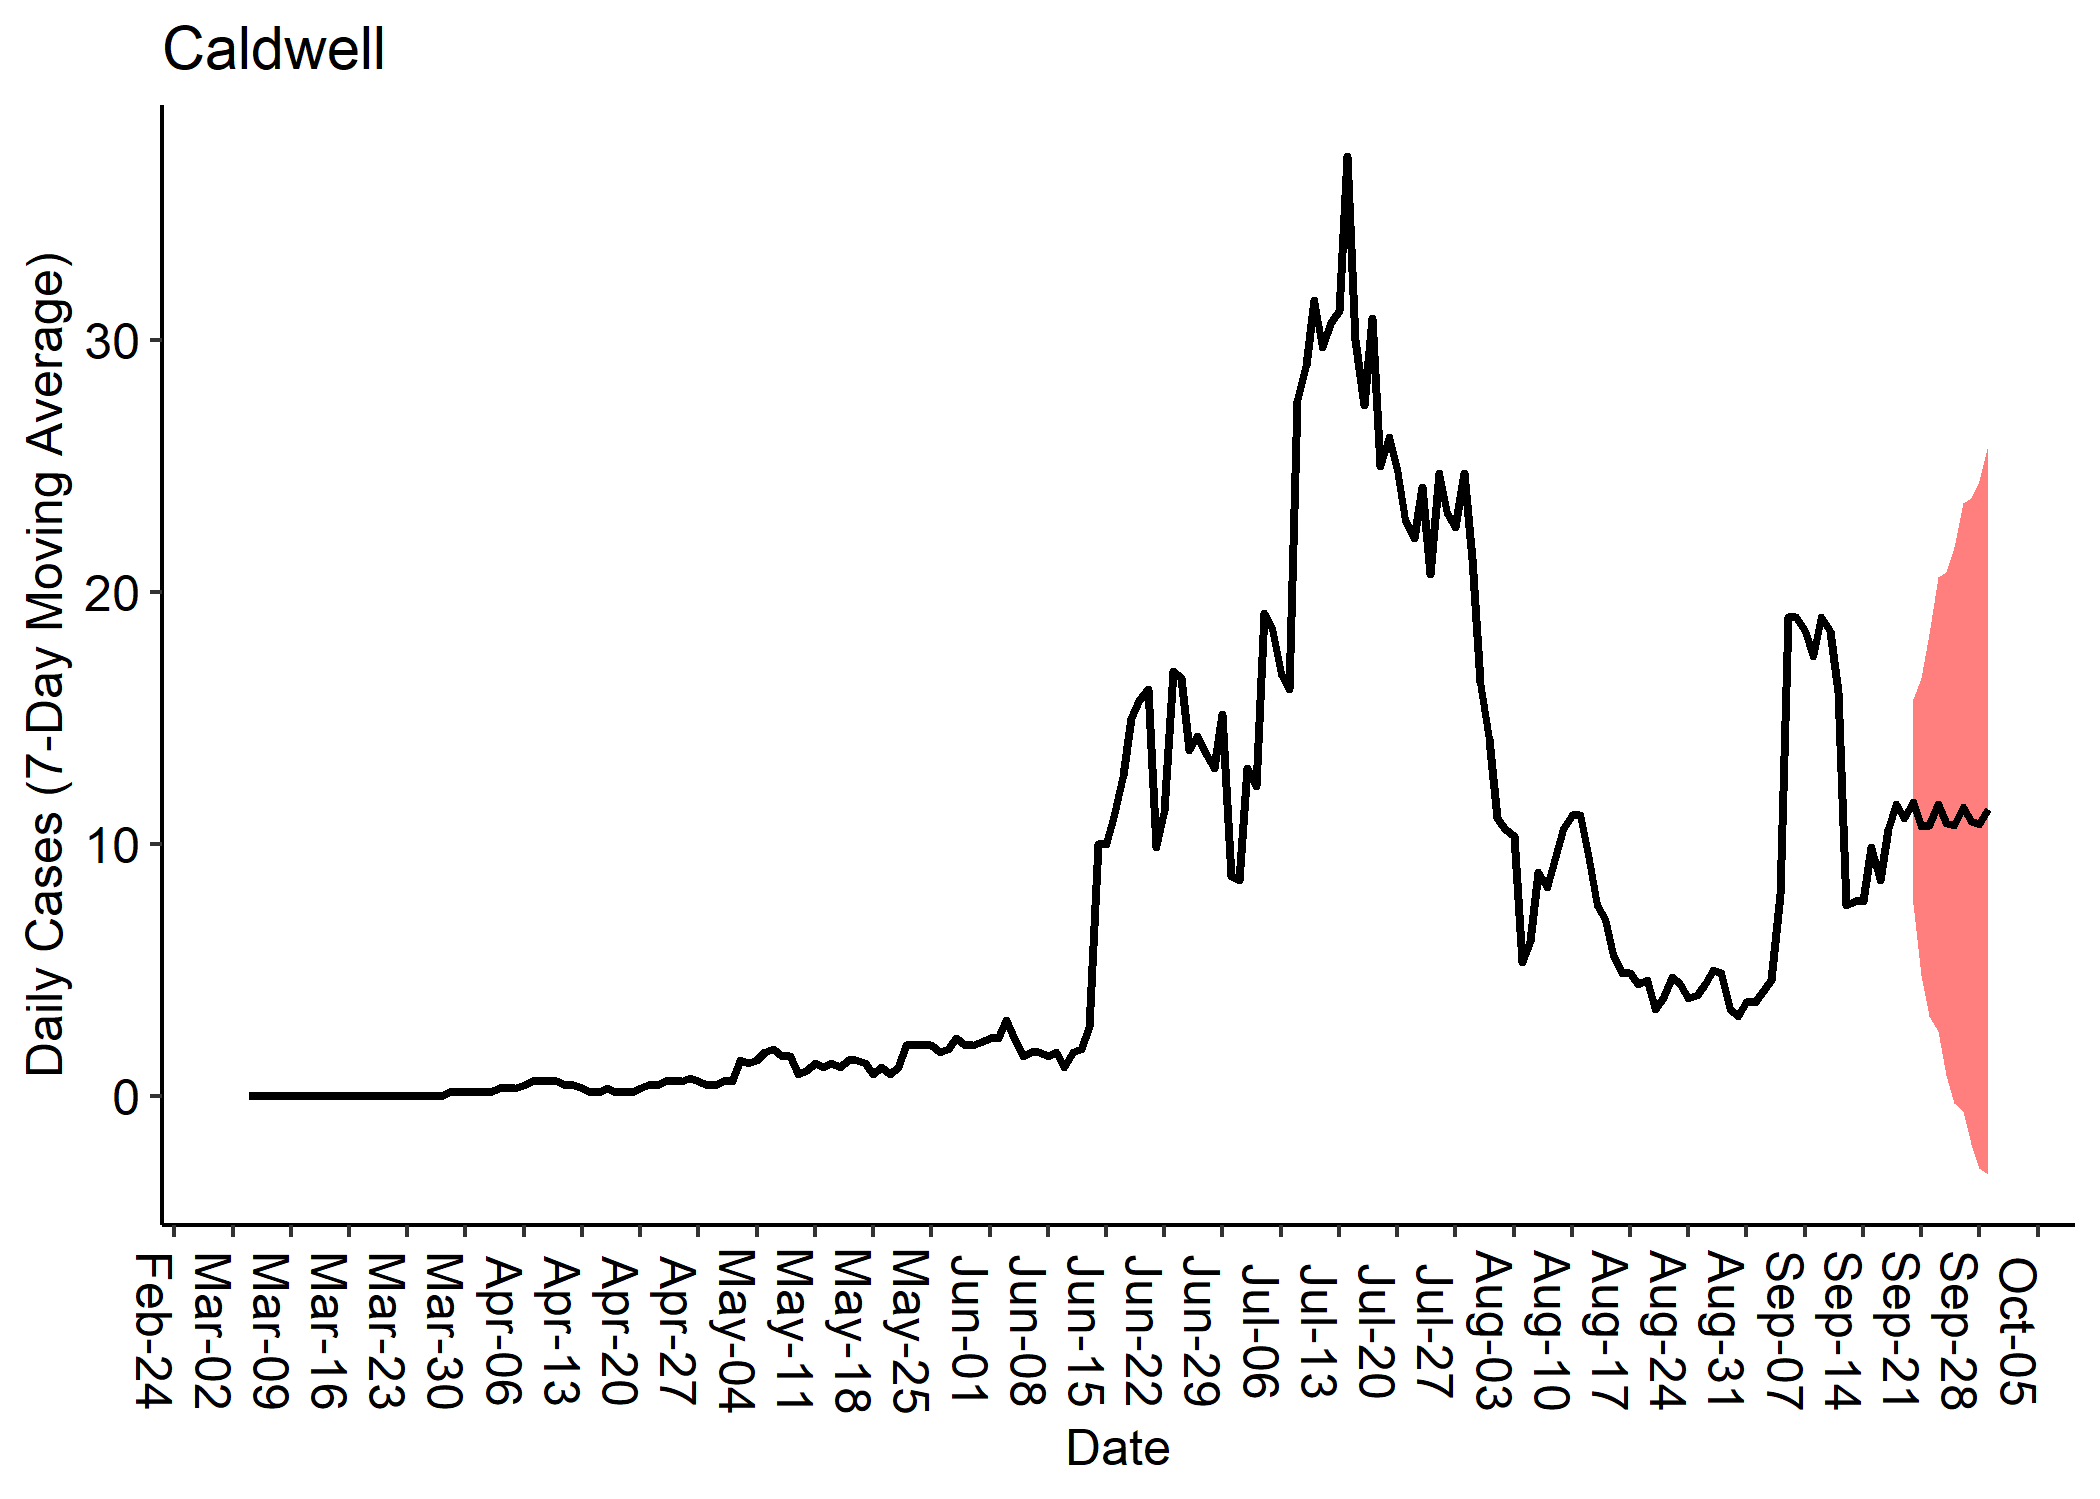 Caldwell
Daily Cases (7-Day Moving Average)
30
20
10
0
Feb-24
Mar-02
Mar-09
Mar-16
Mar-23
Mar-30
Apr-06
Apr-13
Apr-20
Apr-27
May-04
May-11
May-18
May-25
Jun-01
Jun-08
Jun-15
Jun-22
Jun-29
Jul-06
Jul-13
Jul-20
Jul-27
Aug-03
Aug-10
Aug-17
Aug-24
Aug-31
Sep-07
Sep-14
Sep-21
Sep-28
Oct-05
Date